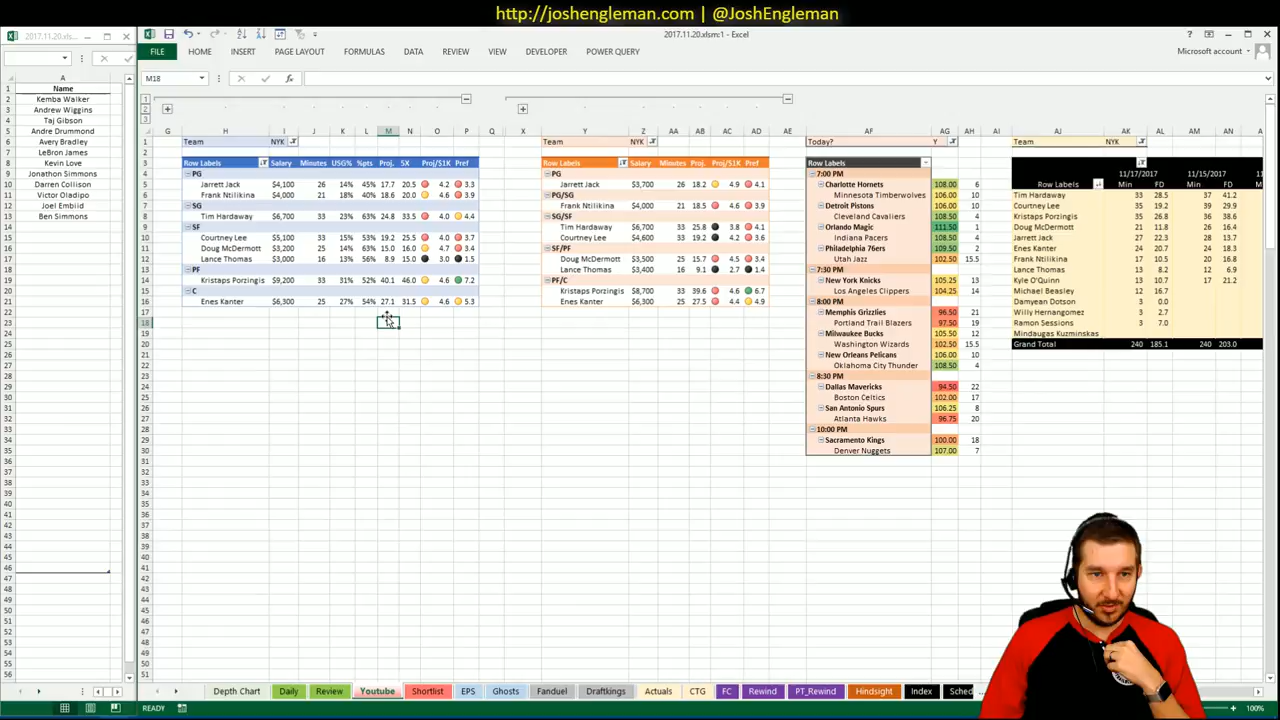 http://joshengleman.com | @JoshEngleman
2017.11.20.xlsm:1 - Excel
FILE HOME INSERT PAGE LAYOUT FORMULAS DATA REVIEW VIEW DEVELOPER POWER QUERY
Microsoft account
M18
Name
Kemba Walker
Andrew Wiggins
Taj Gibson
Andre Drummond
Avery Bradley
LeBron James
Kevin Love
Jonathon Simmons
Darren Collison
Victor Oladipo
Joel Embiid
Ben Simmons
Team NYK
Row Labels Salary Minutes USG% %pts Proj. 5X Proj/$1K Pref
PG
Jarrett Jack $4,100 26 14% 45% 17.7 20.5 4.2 3.3
Frank Ntilikina $4,000 21 18% 40% 18.6 20.0 4.6 3.9
SG
Tim Hardaway $6,700 33 23% 63% 24.8 33.5 4.0 4.4
SF
Courtney Lee $5,100 33 15% 53% 19.2 25.5 4.0 3.7
Doug McDermott $3,200 25 14% 63% 15.0 16.0 4.7 3.4
Lance Thomas $3,000 16 13% 56% 8.9 15.0 3.0 1.5
PF
Kristaps Porzingis $9,200 33 31% 52% 40.1 46.0 4.6 7.2
C
Enes Kanter $6,300 25 27% 54% 27.1 31.5 4.6 5.3
Team NYK
Row Labels Salary Minutes Proj. Proj/$1K Pref
PG
Jarrett Jack $3,700 26 18.2 4.9 4.1
PG/SG
Frank Ntilikina $4,000 21 18.5 4.6 3.9
SG/SF
Tim Hardaway $6,700 33 25.8 3.8 4.1
Courtney Lee $4,600 33 19.2 4.2 3.6
SF/PF
Doug McDermott $3,500 25 15.7 4.5 3.4
Lance Thomas $3,400 16 9.1 2.7 1.4
PF/C
Kristaps Porzingis $8,700 33 39.6 4.6 6.7
Enes Kanter $6,300 25 27.5 4.4 4.9
Today? Y
Row Labels
7:00 PM
Charlotte Hornets 108.00 6
Minnesota Timberwolves 106.00 10
Detroit Pistons 106.00 10
Cleveland Cavaliers 108.50 4
Orlando Magic 111.50 1
Indiana Pacers 108.50 4
Philadelphia 76ers 109.50 2
Utah Jazz 102.50 15.5
7:30 PM
New York Knicks 105.25 13
Los Angeles Clippers 104.25 14
8:00 PM
Memphis Grizzlies 96.50 21
Portland Trail Blazers 97.50 19
Milwaukee Bucks 105.50 12
Washington Wizards 102.50 15.5
New Orleans Pelicans 106.00 10
Oklahoma City Thunder 108.50 4
8:30 PM
Dallas Mavericks 94.50 22
Boston Celtics 102.00 17
San Antonio Spurs 106.25 8
Atlanta Hawks 96.75 20
10:00 PM
Sacramento Kings 100.00 18
Denver Nuggets 107.00 7
Team NYK
11/17/2017 11/15/2017
Row Labels Min FD Min FD
Tim Hardaway 33 28.5 37 41.2
Courtney Lee 35 19.2 39 29.9
Kristaps Porzingis 35 26.8 36 38.6
Doug McDermott 28 11.8 26 9.0
Jarrett Jack 27 22.3 28 13.7
Enes Kanter 24 20.7 18 32.3
Frank Ntilikina 17 10.5 20 16.8
Lance Thomas 13 8.2 12 6.9
Kyle O'Quinn 13 10.7 17 21.2
Michael Beasley 12 16.7
Damyean Dotson 3 0.0
Willy Hernangomez 3 2.7
Ramon Sessions 3 7.0
Mindaugas Kuzminskas
Grand Total 240 185.1 240 203.0
Depth Chart Daily Review Youtube Shortlist EPS Ghosts Fanduel Draftkings Actuals CTG FC Rewind PT_Rewind Hindsight Index Sched ...
READY
100%